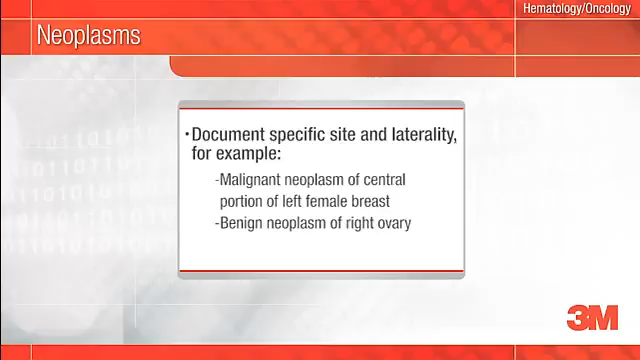 Hematology/Oncology
Neoplasms
•Document specific site and laterality,
for example:
-Malignant neoplasm of central
portion of left female breast
-Benign neoplasm of right ovary
3M